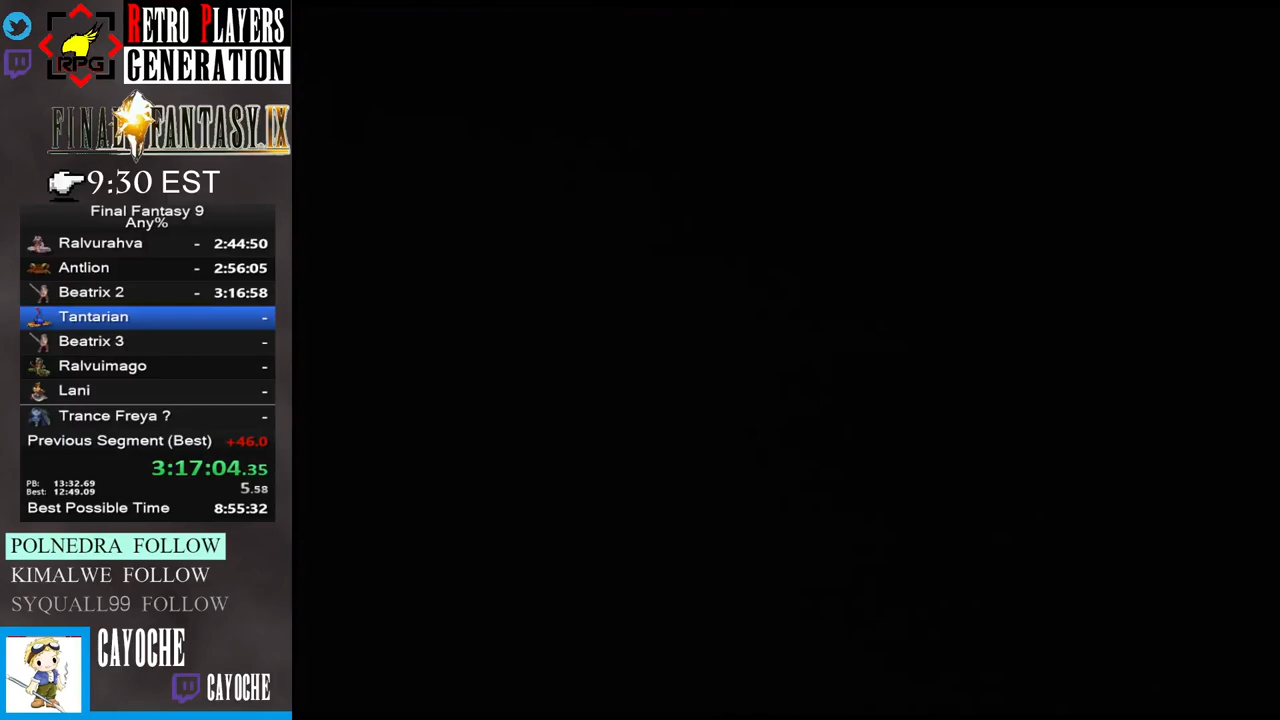 RETRO PLAYERS
GENERATION
RPG
FINAL FANTASY IX
9:30 EST
Final Fantasy 9
Any%
Ralvurahva - 2:44:50
Antlion - 2:56:05
Beatrix 2 - 3:16:58
Tantarian -
Beatrix 3 -
Ralvuimago -
Lani -
Trance Freya ? -
Previous Segment (Best) +46.0
3:17:04.35
PB: 13:32.69
Best: 12:49.09
5.58
Best Possible Time 8:55:32
POLNEDRA FOLLOW
KIMALWE FOLLOW
SYQUALL99 FOLLOW
CAYOCHE
CAYOCHE